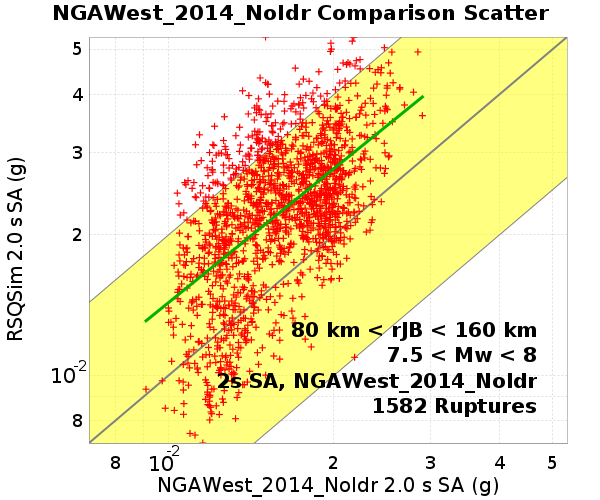 NGAWest_2014_NoIdr Comparison Scatter
RSQSim 2.0 s SA (g)
5
4
3
2
10-2
8
80 km < rJB < 160 km
7.5 < Mw < 8
2s SA, NGAWest_2014_NoIdr
1582 Ruptures
8 10-2 2 3 4 5
NGAWest_2014_NoIdr 2.0 s SA (g)